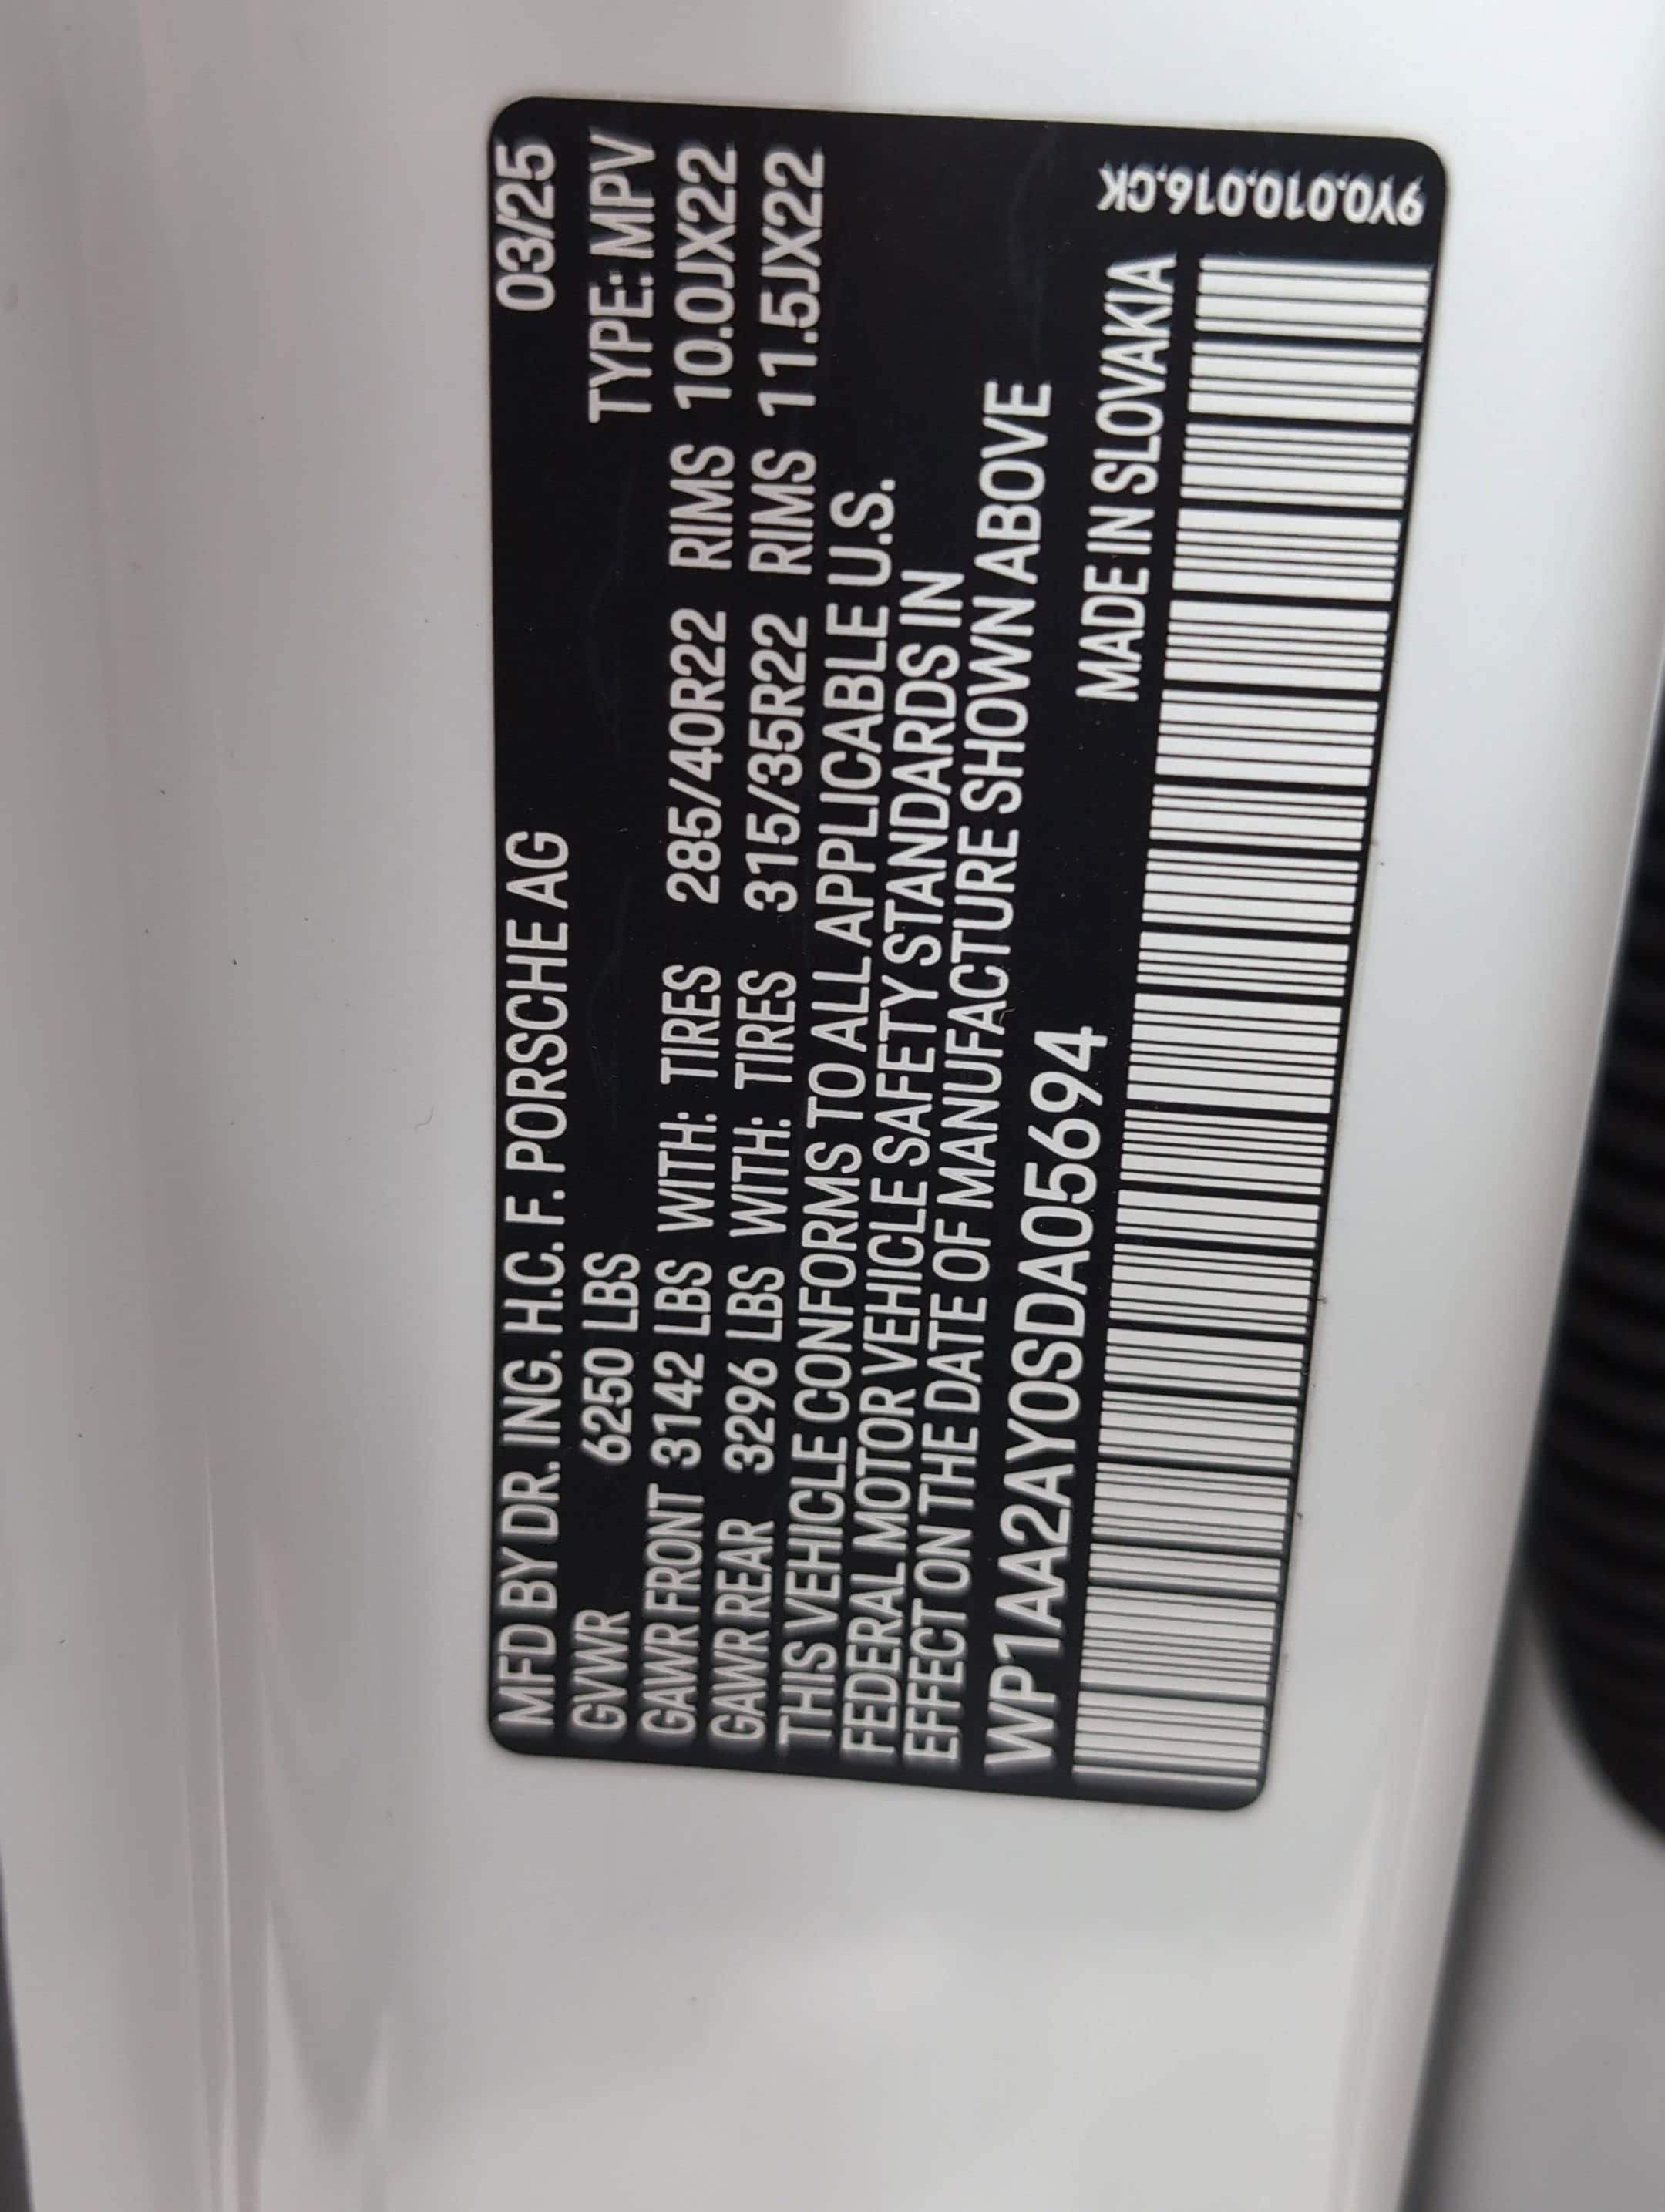 MFD BY DR. ING. H.C. F. PORSCHE AG 03/25
GVWR 6250 LBS TYPE: MPV
GAWR FRONT 3142 LBS WITH: TIRES 285/40R22 RIMS 10.0JX22
GAWR REAR 3296 LBS WITH: TIRES 315/35R22 RIMS 11.5JX22
THIS VEHICLE CONFORMS TO ALL APPLICABLE U.S.
FEDERAL MOTOR VEHICLE SAFETY STANDARDS IN
EFFECT ON THE DATE OF MANUFACTURE SHOWN ABOVE
WP1AA2AY0SDA05694 MADE IN SLOVAKIA
9Y0.010.016.CK